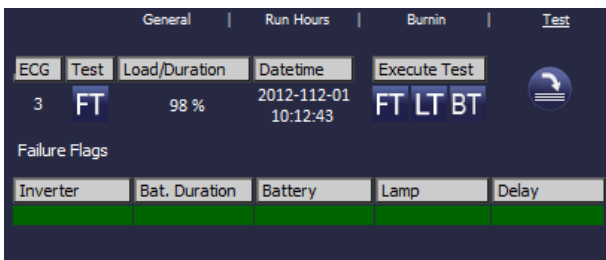 General | Run Hours | Burnin | Test
ECG Test Load/Duration Datetime Execute Test
3 FT 98 % 2012-112-01 FT LT BT
10:12:43
Failure Flags
Inverter Bat. Duration Battery Lamp Delay